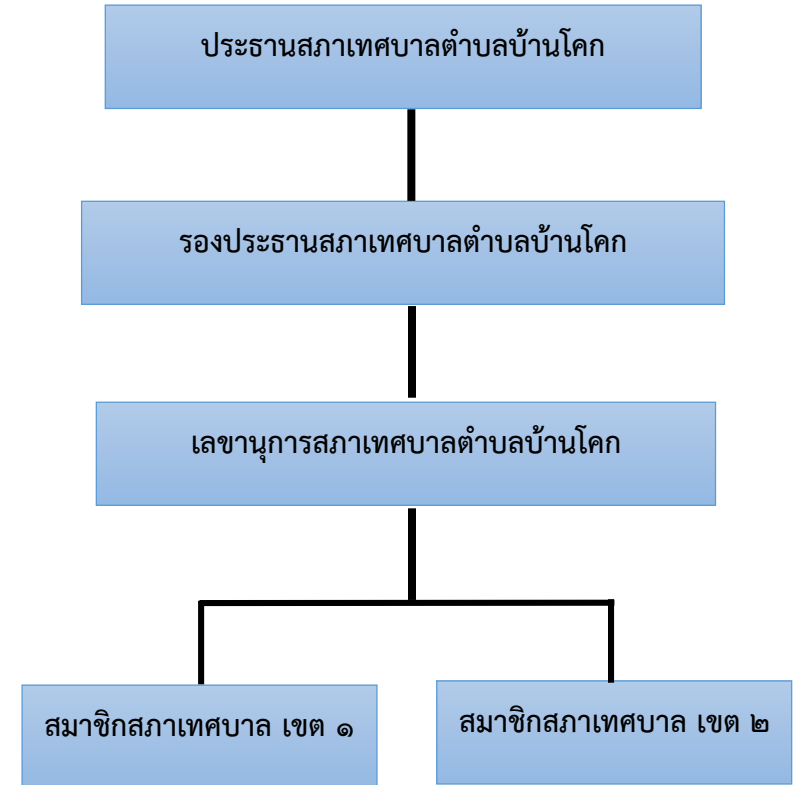 ประธานสภาเทศบาลตำบลบ้านโคก
รองประธานสภาเทศบาลตำบลบ้านโคก
เลขานุการสภาเทศบาลตำบลบ้านโคก
สมาชิกสภาเทศบาล เขต ๑
สมาชิกสภาเทศบาล เขต ๒